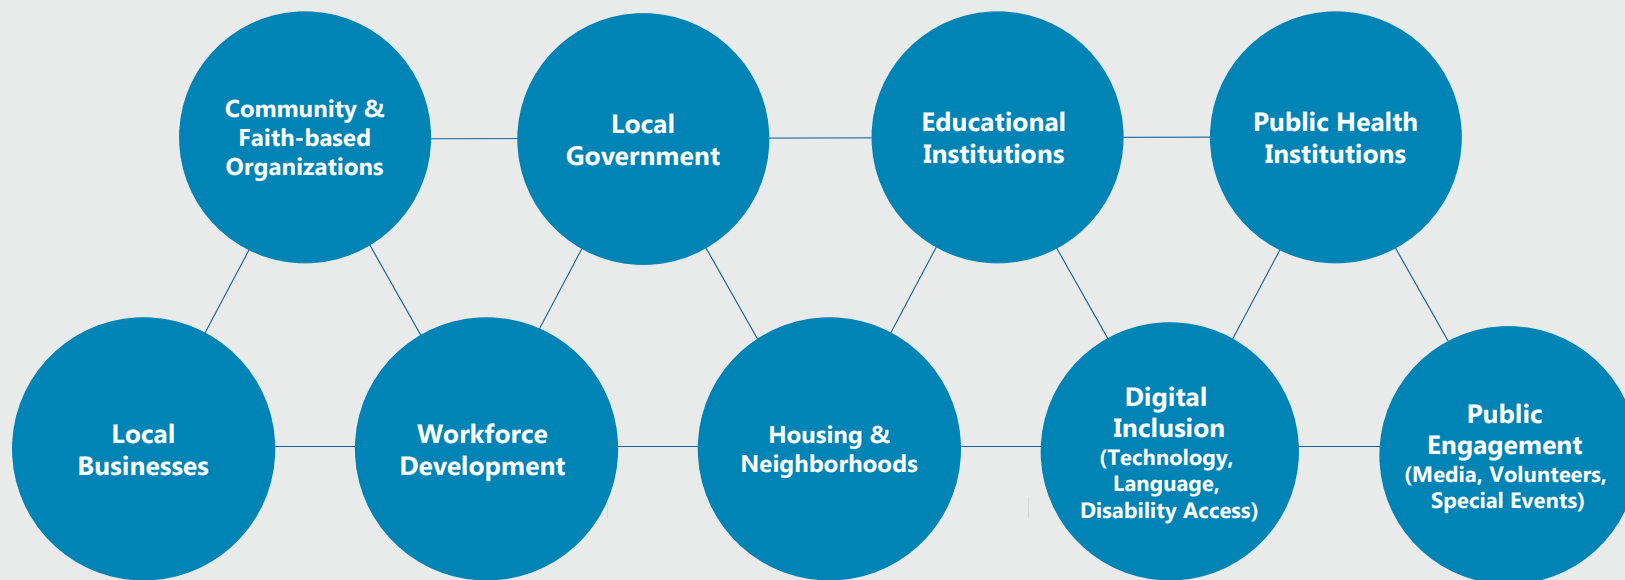 Community &
Faith-based
Organizations
Local
Government
Educational
Institutions
Public Health
Institutions
Local
Businesses
Workforce
Development
Housing &
Neighborhoods
Digital
Inclusion
(Technology,
Language,
Disability Access)
Public
Engagement
(Media, Volunteers,
Special Events)